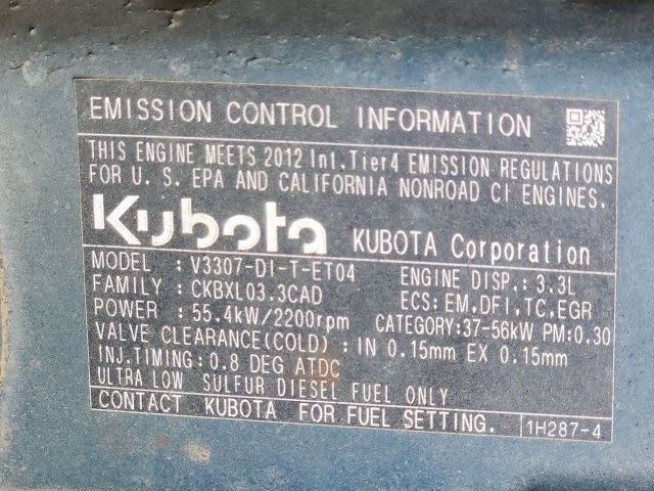 EMISSION CONTROL INFORMATION
THIS ENGINE MEETS 2012 Int.Tier4 EMISSION REGULATIONS
FOR U. S. EPA AND CALIFORNIA NONROAD CI ENGINES.
Kubota KUBOTA Corporation
MODEL : V3307-DI-T-ET04 ENGINE DISP.: 3.3L
FAMILY : CKBXL03.3CAD ECS: EM,DFI,TC,EGR
POWER : 55.4kW/2200rpm CATEGORY:37-56kW PM:0.30
VALVE CLEARANCE(COLD) : IN 0.15mm EX 0.15mm
INJ.TIMING: 0.8 DEG ATDC
ULTRA LOW SULFUR DIESEL FUEL ONLY
CONTACT KUBOTA FOR FUEL SETTING. 1H287-4